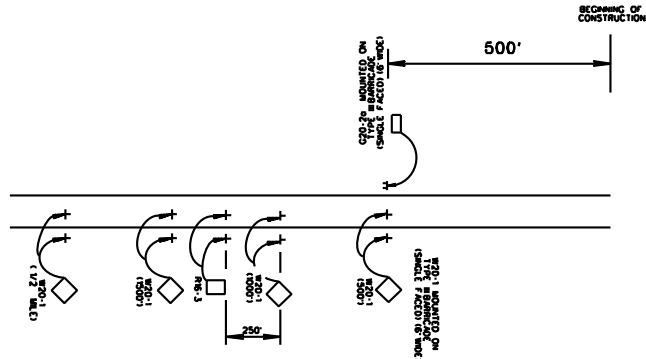 BEGINNING OF
CONSTRUCTION
500'
G20-2a MOUNTED ON
TYPE III BARRICADE
(SINGLE FACED) (6' WIDE)
W20-1
( 1/2 MILE)
W20-1
(1500')
R16-3
W20-1
(1000')
250'
W20-1
(500')
W20-1 MOUNTED ON
TYPE III BARRICADE
(SINGLE FACED) (6' WIDE